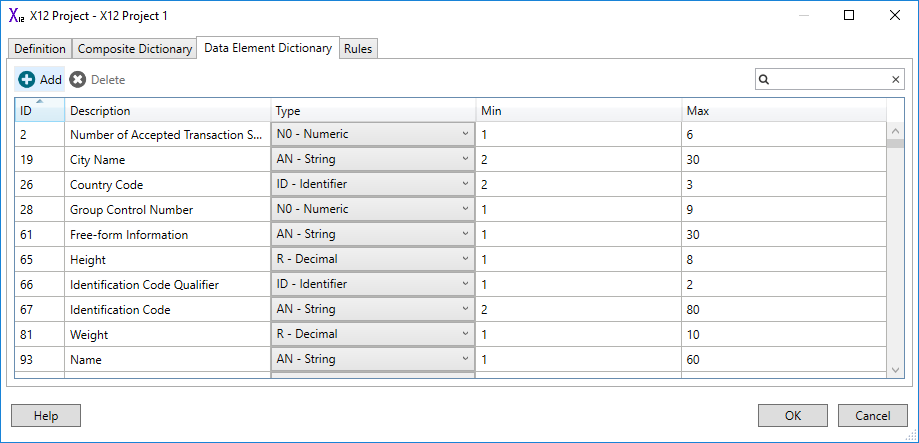 X12 X12 Project - X12 Project 1
Definition Composite Dictionary Data Element Dictionary Rules
Add Delete
ID Description Type Min Max
2 Number of Accepted Transaction S... N0 - Numeric 1 6
19 City Name AN - String 2 30
26 Country Code ID - Identifier 2 3
28 Group Control Number N0 - Numeric 1 9
61 Free-form Information AN - String 1 30
65 Height R - Decimal 1 8
66 Identification Code Qualifier ID - Identifier 1 2
67 Identification Code AN - String 2 80
81 Weight R - Decimal 1 10
93 Name AN - String 1 60
Help OK Cancel